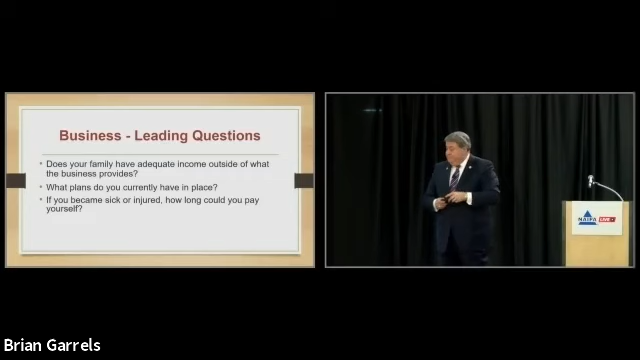 Business - Leading Questions
• Does your family have adequate income outside of what
the business provides?
• What plans do you currently have in place?
• If you became sick or injured, how long could you pay
yourself?
NAIFA LIVE
Brian Garrels